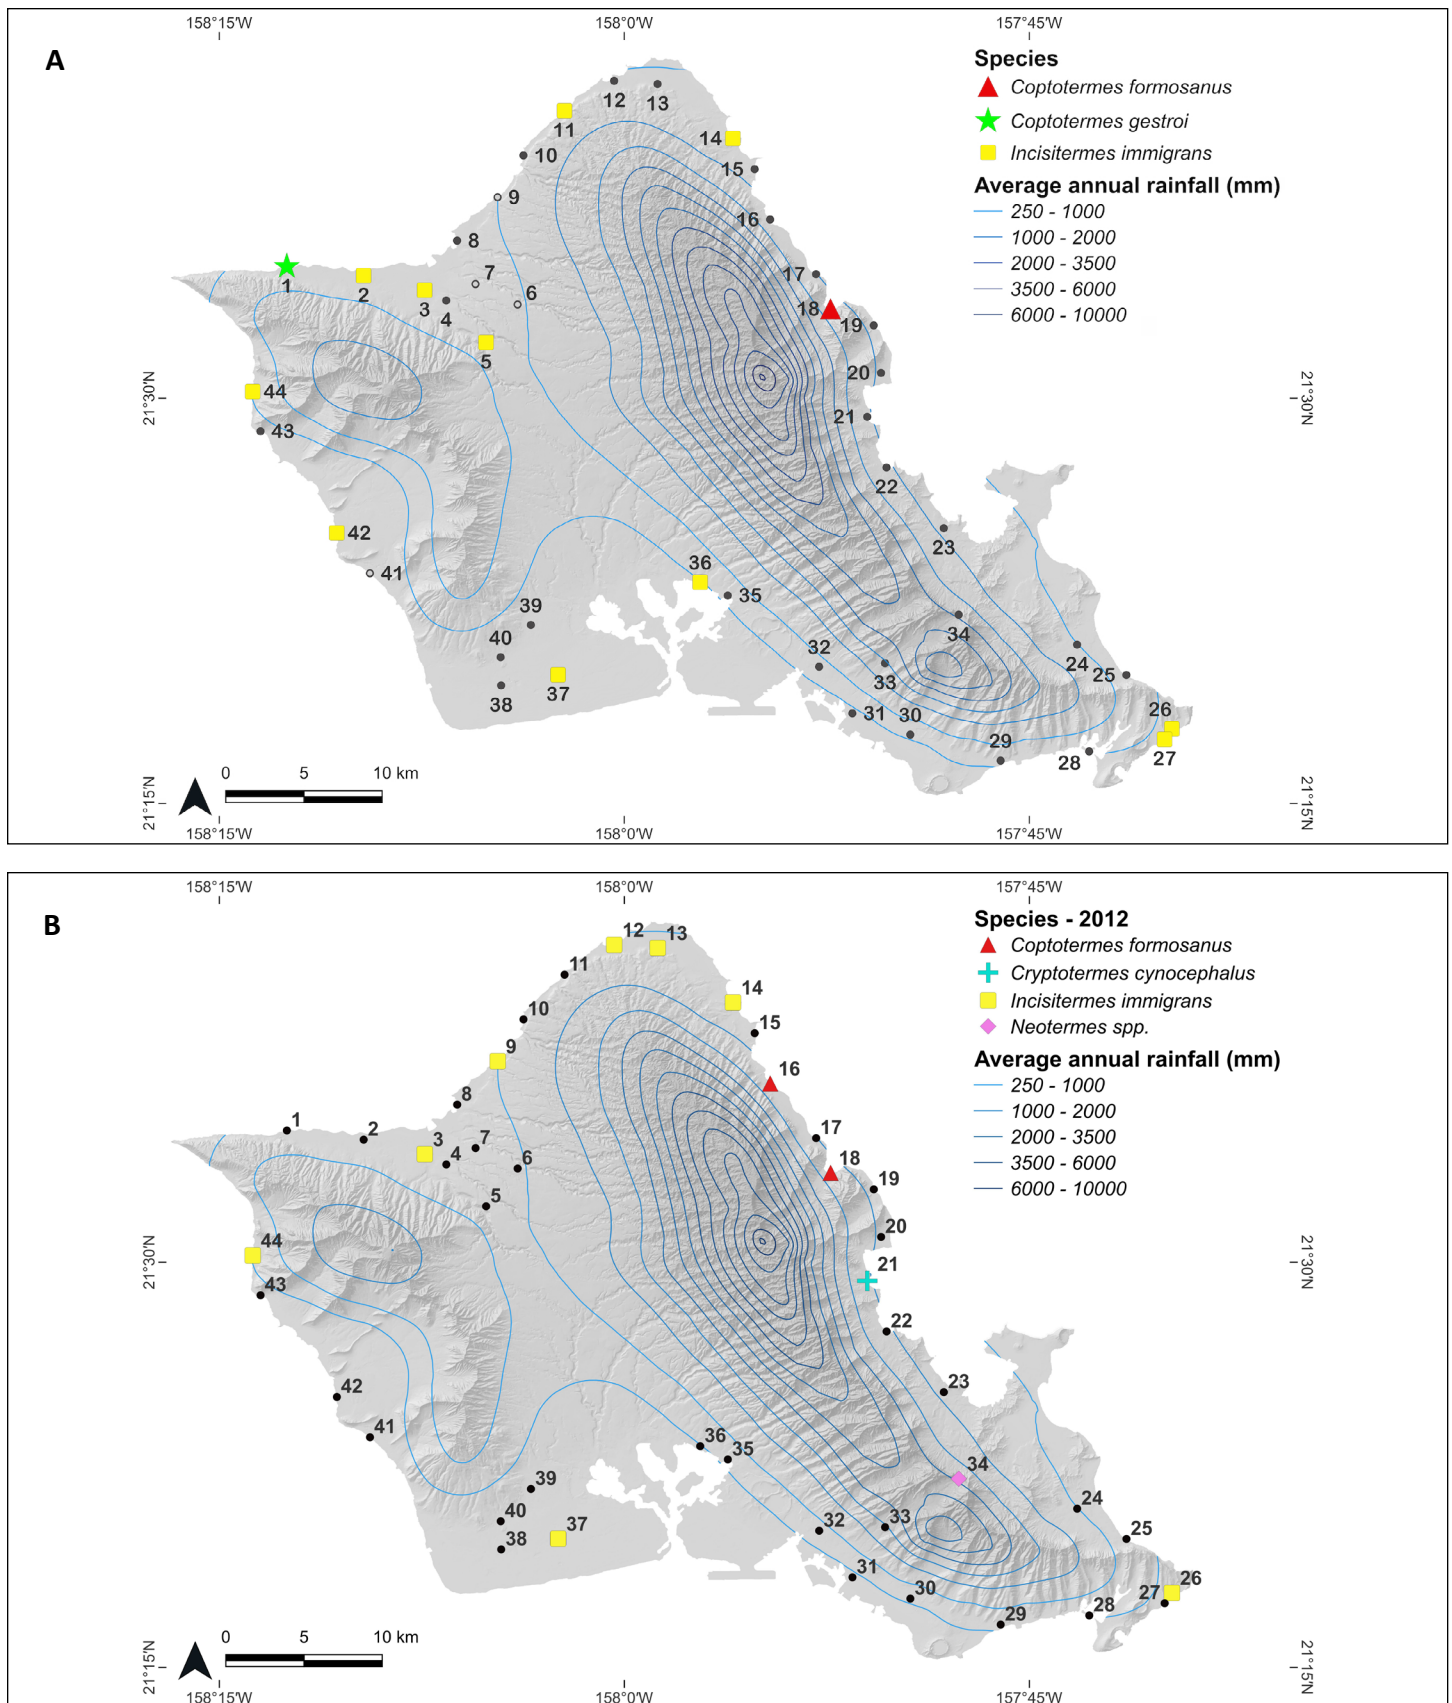 158°15'W 158°0'W 157°45'W
A
Species
Coptotermes formosanus
Coptotermes gestroi
Incisitermes immigrans
Average annual rainfall (mm)
250 - 1000
1000 - 2000
2000 - 3500
3500 - 6000
6000 - 10000
12 13
11
14
10
15
9
16
8
17
7
1
2
6
18
3
19
4
5
20
21°30'N
44
21°30'N
21
43
22
42
23
36
41
35
39
34
40
32
24
25
33
37
38
26
31
30
29
28
27
0 5 10 km
21°15'N
21°15'N
158°15'W 158°0'W 157°45'W
158°15'W 158°0'W 157°45'W
B
Species - 2012
Coptotermes formosanus
Cryptotermes cynocephalus
Incisitermes immigrans
Neotermes spp.
Average annual rainfall (mm)
250 - 1000
1000 - 2000
2000 - 3500
3500 - 6000
6000 - 10000
12 13
11
14
10
15
9
16
8
1
17
2
3
7
4
6
18
19
5
20
44
21°30'N
21
21°30'N
43
22
23
42
41
36
35
34
39
24
40
32
33
37
25
38
31
26
30
27
28
29
0 5 10 km
21°15'N
21°15'N
158°15'W 158°0'W 157°45'W